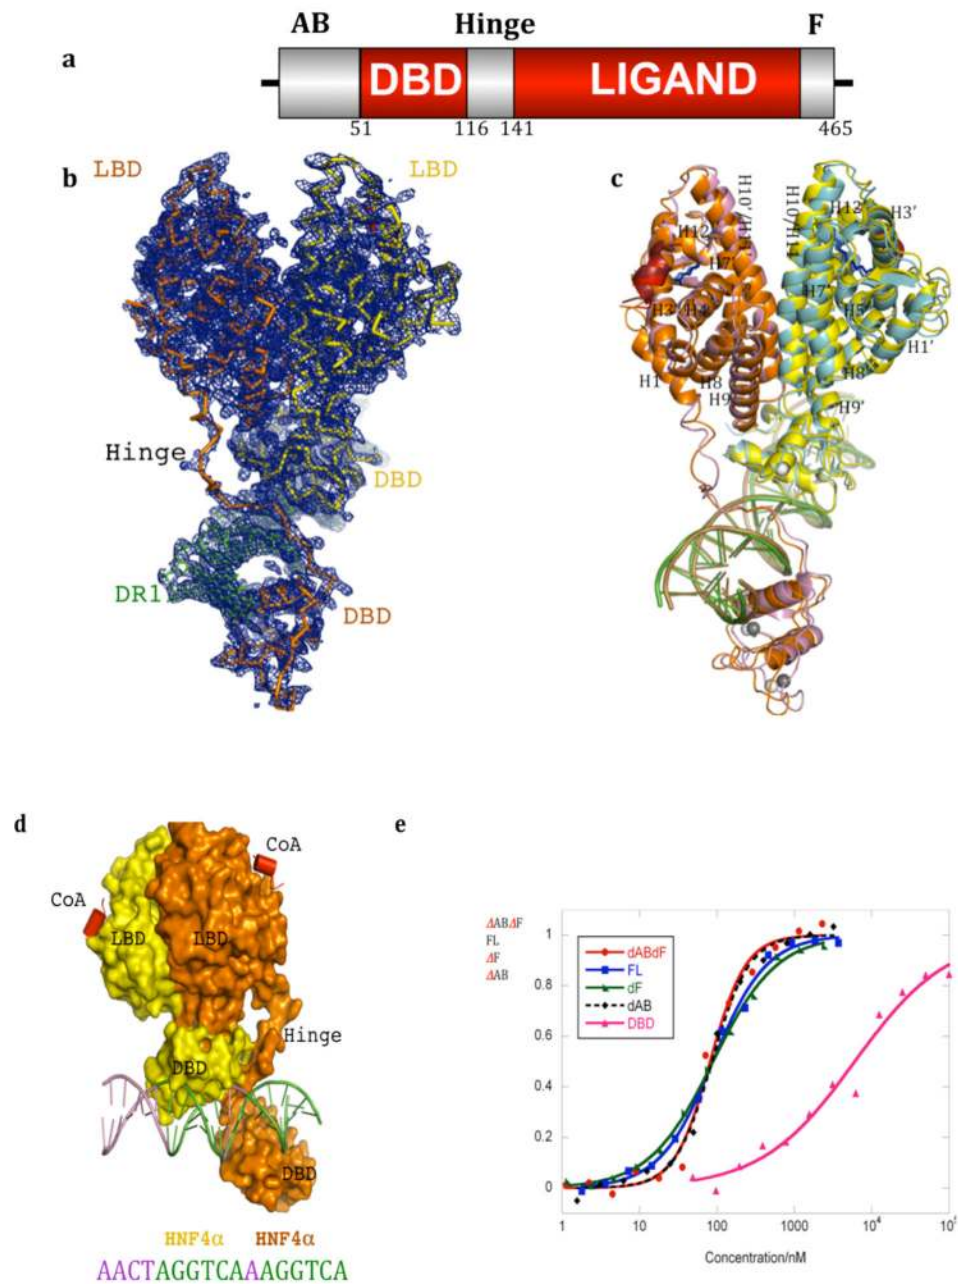 a
AB
Hinge
F
DBD
LIGAND
51
116
141
465
b
LBD
LBD
Hinge
DBD
DR1
DBD
c
H10'/H11'
H10'/H11
H12
H12'
H3'
H7'
H7'
H3
H4
H5'
H1'
H1
H8
H8'
H9
H9'
d
CoA
CoA
LBD
LBD
Hinge
DBD
DBD
HNF4α HNF4α
AACTAGGTCAAAGGTCA
e
ΔABΔF
FL
ΔF
ΔAB
dABdF
FL
dF
dAB
DBD
1
0.8
0.6
0.4
0.2
0
1 10 100 1000 10⁴ 10⁵
Concentration/nM